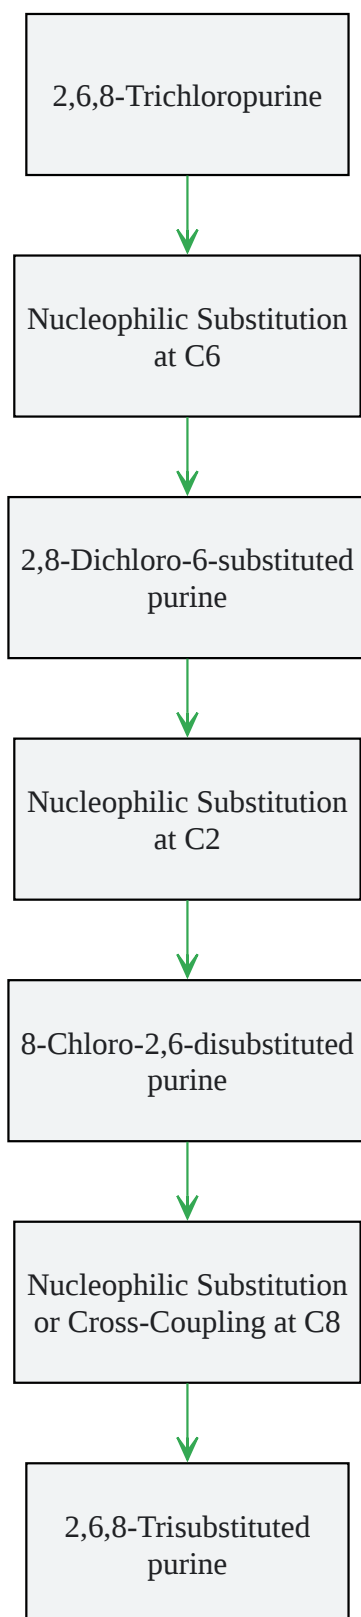 2,6,8-Trichloropurine
Nucleophilic Substitution
at C6
2,8-Dichloro-6-substituted
purine
Nucleophilic Substitution
at C2
8-Chloro-2,6-disubstituted
purine
Nucleophilic Substitution
or Cross-Coupling at C8
2,6,8-Trisubstituted
purine